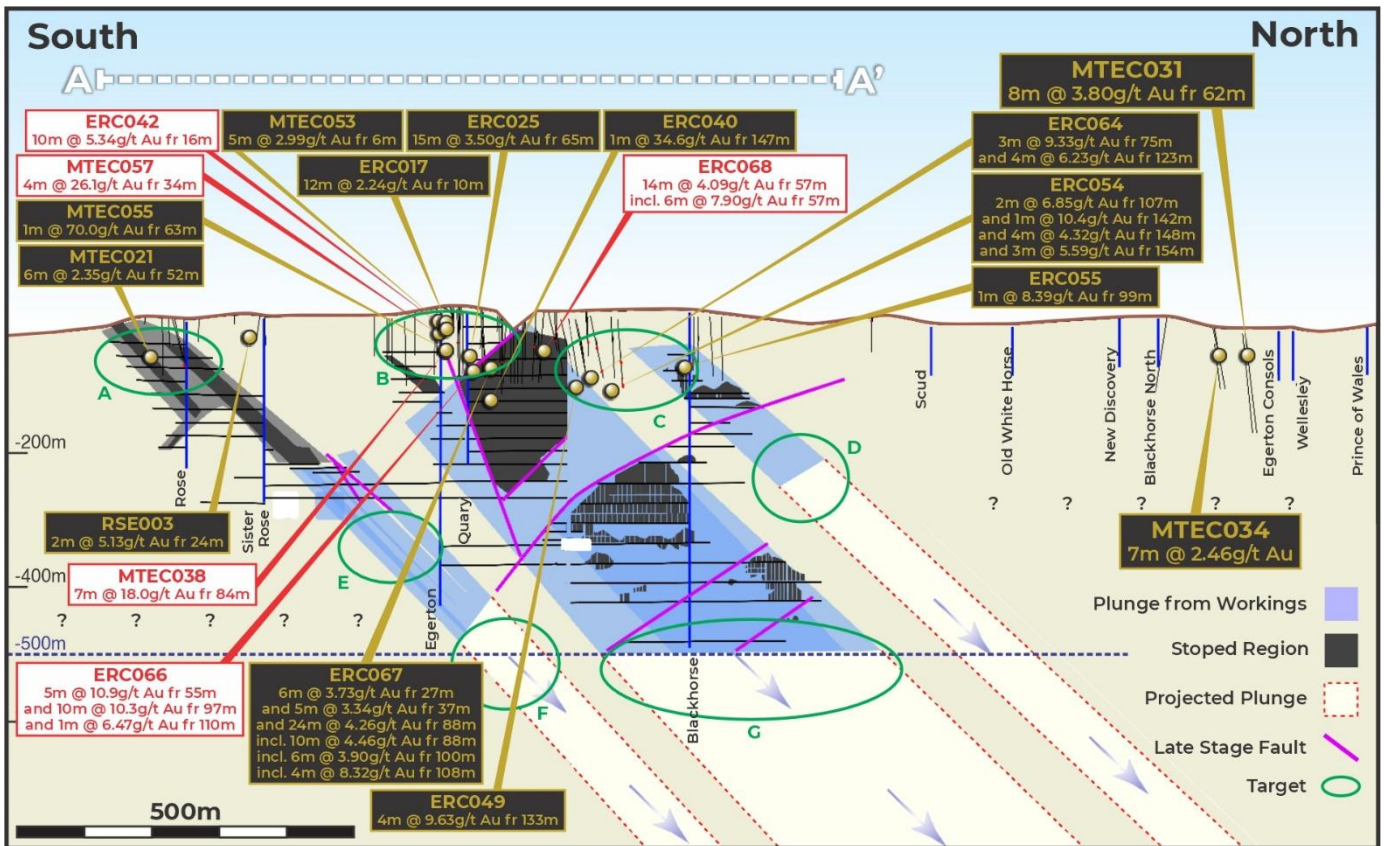 South
North
A
A'
MTEC031
8m @ 3.80g/t Au fr 62m
ERC042
10m @ 5.34g/t Au fr 16m
MTEC053
5m @ 2.99g/t Au fr 6m
ERC025
15m @ 3.50g/t Au fr 65m
ERC040
1m @ 34.6g/t Au fr 147m
ERC064
3m @ 9.33g/t Au fr 75m
and 4m @ 6.23g/t Au fr 123m
MTEC057
4m @ 26.1g/t Au fr 34m
ERC017
12m @ 2.24g/t Au fr 10m
ERC068
14m @ 4.09g/t Au fr 57m
incl. 6m @ 7.90g/t Au fr 57m
ERC054
2m @ 6.85g/t Au fr 107m
and 1m @ 10.4g/t Au fr 142m
and 4m @ 4.32g/t Au fr 148m
and 3m @ 5.59g/t Au fr 154m
MTEC055
1m @ 70.0g/t Au fr 63m
MTEC021
6m @ 2.35g/t Au fr 52m
ERC055
1m @ 8.39g/t Au fr 99m
A
B
C
D
E
F
G
-200m
-400m
-500m
Rose
Sister
Rose
Egerton
Quary
Blackhorse
Scud
Old White Horse
New Discovery
Blackhorse North
Egerton Consols
Wellesley
Prince of Wales
? ? ? ? ?
? ? ? ? ?
RSE003
2m @ 5.13g/t Au fr 24m
MTEC034
7m @ 2.46g/t Au
MTEC038
7m @ 18.0g/t Au fr 84m
ERC066
5m @ 10.9g/t Au fr 55m
and 10m @ 10.3g/t Au fr 97m
and 1m @ 6.47g/t Au fr 110m
ERC067
6m @ 3.73g/t Au fr 27m
and 5m @ 3.34g/t Au fr 37m
and 24m @ 4.26g/t Au fr 88m
incl. 10m @ 4.46g/t Au fr 88m
incl. 6m @ 3.90g/t Au fr 100m
incl. 4m @ 8.32g/t Au fr 108m
ERC049
4m @ 9.63g/t Au fr 133m
Plunge from Workings
Stoped Region
Projected Plunge
Late Stage Fault
Target
500m